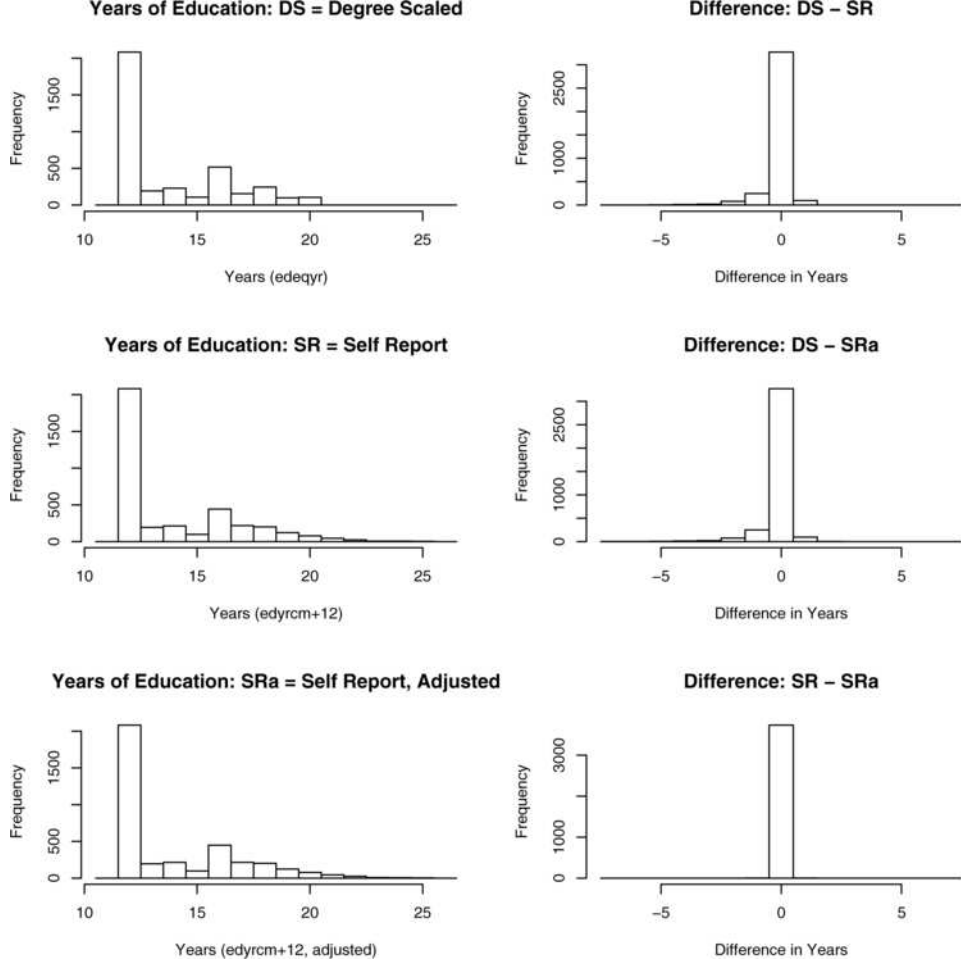 Years of Education: DS = Degree Scaled
Frequency
0
500
1500
10
15
20
25
Years (edeqyr)
Difference: DS − SR
Frequency
0
1000
2500
−5
0
5
Difference in Years
Years of Education: SR = Self Report
Frequency
0
500
1500
10
15
20
25
Years (edyrcm+12)
Difference: DS − SRa
Frequency
0
1000
2500
−5
0
5
Difference in Years
Years of Education: SRa = Self Report, Adjusted
Frequency
0
500
1500
10
15
20
25
Years (edyrcm+12, adjusted)
Difference: SR − SRa
Frequency
0
1000
3000
−5
0
5
Difference in Years